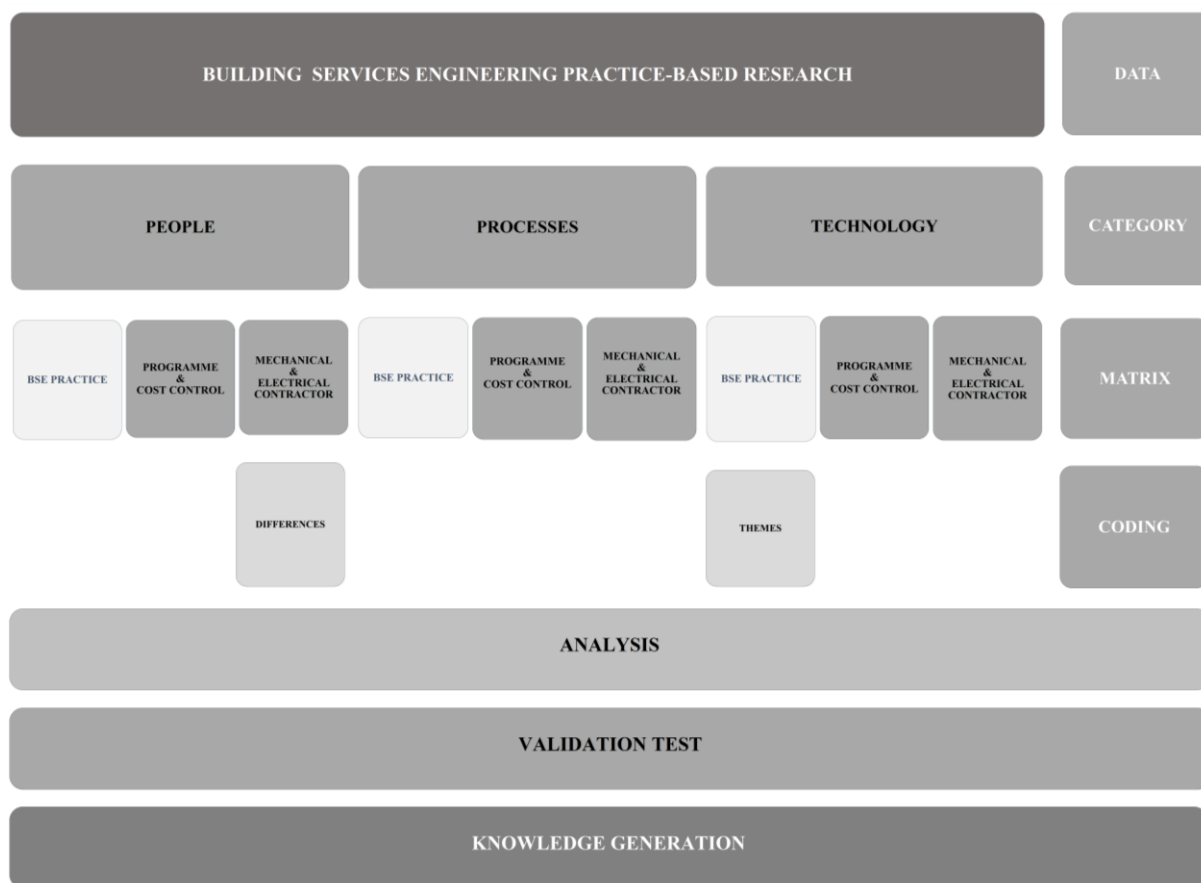 BUILDING SERVICES ENGINEERING PRACTICE-BASED RESEARCH
DATA
PEOPLE
PROCESSES
TECHNOLOGY
CATEGORY
BSE PRACTICE
PROGRAMME
&
COST CONTROL
MECHANICAL
&
ELECTRICAL
CONTRACTOR
BSE PRACTICE
PROGRAMME
&
COST CONTROL
MECHANICAL
&
ELECTRICAL
CONTRACTOR
BSE PRACTICE
PROGRAMME
&
COST CONTROL
MECHANICAL
&
ELECTRICAL
CONTRACTOR
MATRIX
DIFFERENCES
THEMES
CODING
ANALYSIS
VALIDATION TEST
KNOWLEDGE GENERATION